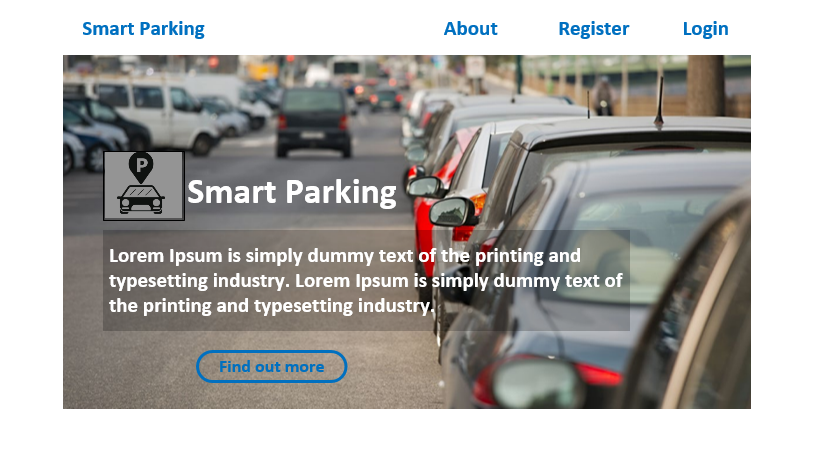 Smart Parking About Register Login
P
Smart Parking
Lorem Ipsum is simply dummy text of the printing and
typesetting industry. Lorem Ipsum is simply dummy text of
the printing and typesetting industry.
Find out more